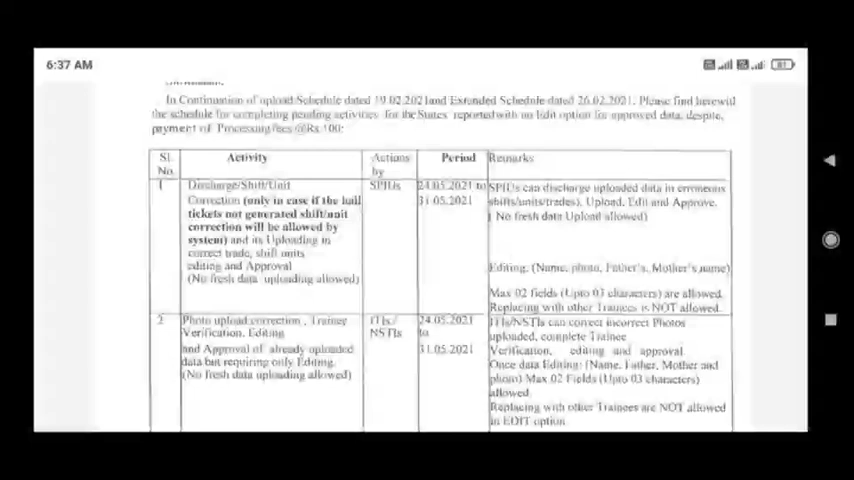 6:37 AM
81
In Continuation of upload Schedule dated 19.02.2021and Extended Schedule dated 26.02.2021. Please find herewith
the schedule for completing pending activities for the States reported with no Edit option for approved data, despite,
payment of Processing fees @Rs.100:
Sl. No. Activity Actions by Period Remarks
1 Discharge/Shift/Unit
Correction (only in case if the hall
tickets not generated shift/unit
correction will be allowed by
system) and its Uploading in
correct trade, shift units
editing and Approval
(No fresh data uploading allowed)
SPIUs
24.05.2021 to
31.05.2021
SPIUs can discharge uploaded data in erroneous
shifts/units/trades), Upload, Edit and Approve.
( No fresh data Upload allowed)
Editing, (Name, photo, Father's, Mother's name)
Max 02 fields (Upto 03 characters) are allowed.
Replacing with other Trainees is NOT allowed.
2 Photo upload correction , Trainee
Verification, Editing
and Approval of already uploaded
data but requiring only Editing.
(No fresh data uploading allowed)
ITIs/
NSTIs
24.05.2021
to
31.05.2021
ITIs/NSTIs can correct incorrect Photos
uploaded, complete Trainee
Verification, editing and approval
Once data Editing: (Name, Father, Mother and
photo) Max 02 Fields (Upto 03 characters)
allowed
Replacing with other Trainees are NOT allowed
in EDIT option